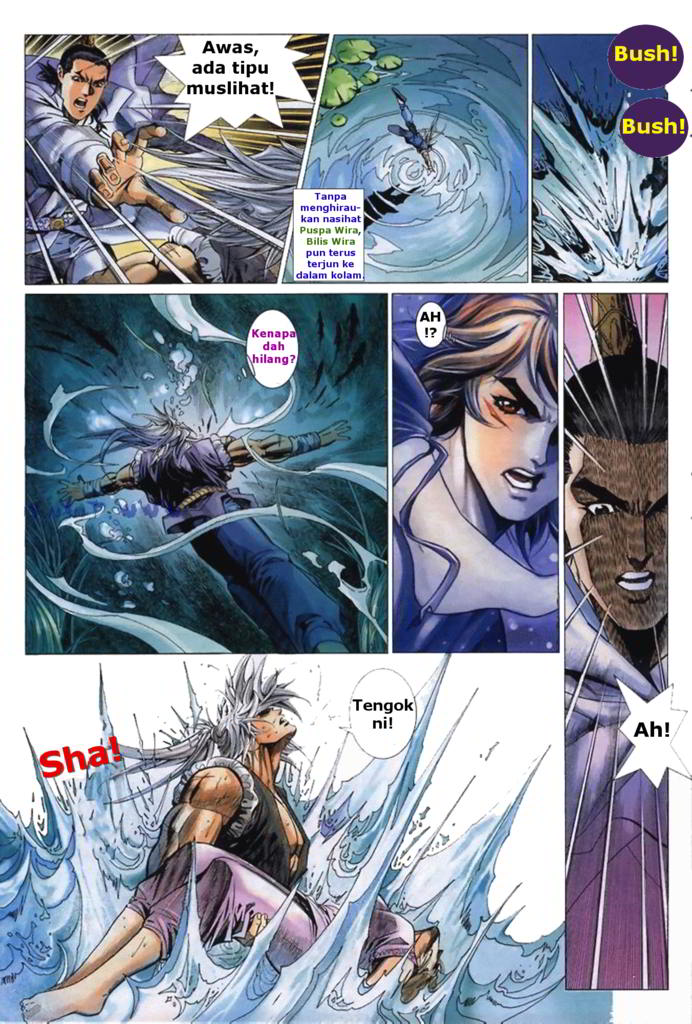 Awas,
ada tipu
muslihat!
Tanpa
menghirau-
kan nasihat
Puspa Wira,
Bilis Wira
pun terus
terjun ke
dalam kolam.
Bush!
Bush!
Kenapa
dah
hilang?
AH
!?
Ah!
Sha!
Tengok
ni!